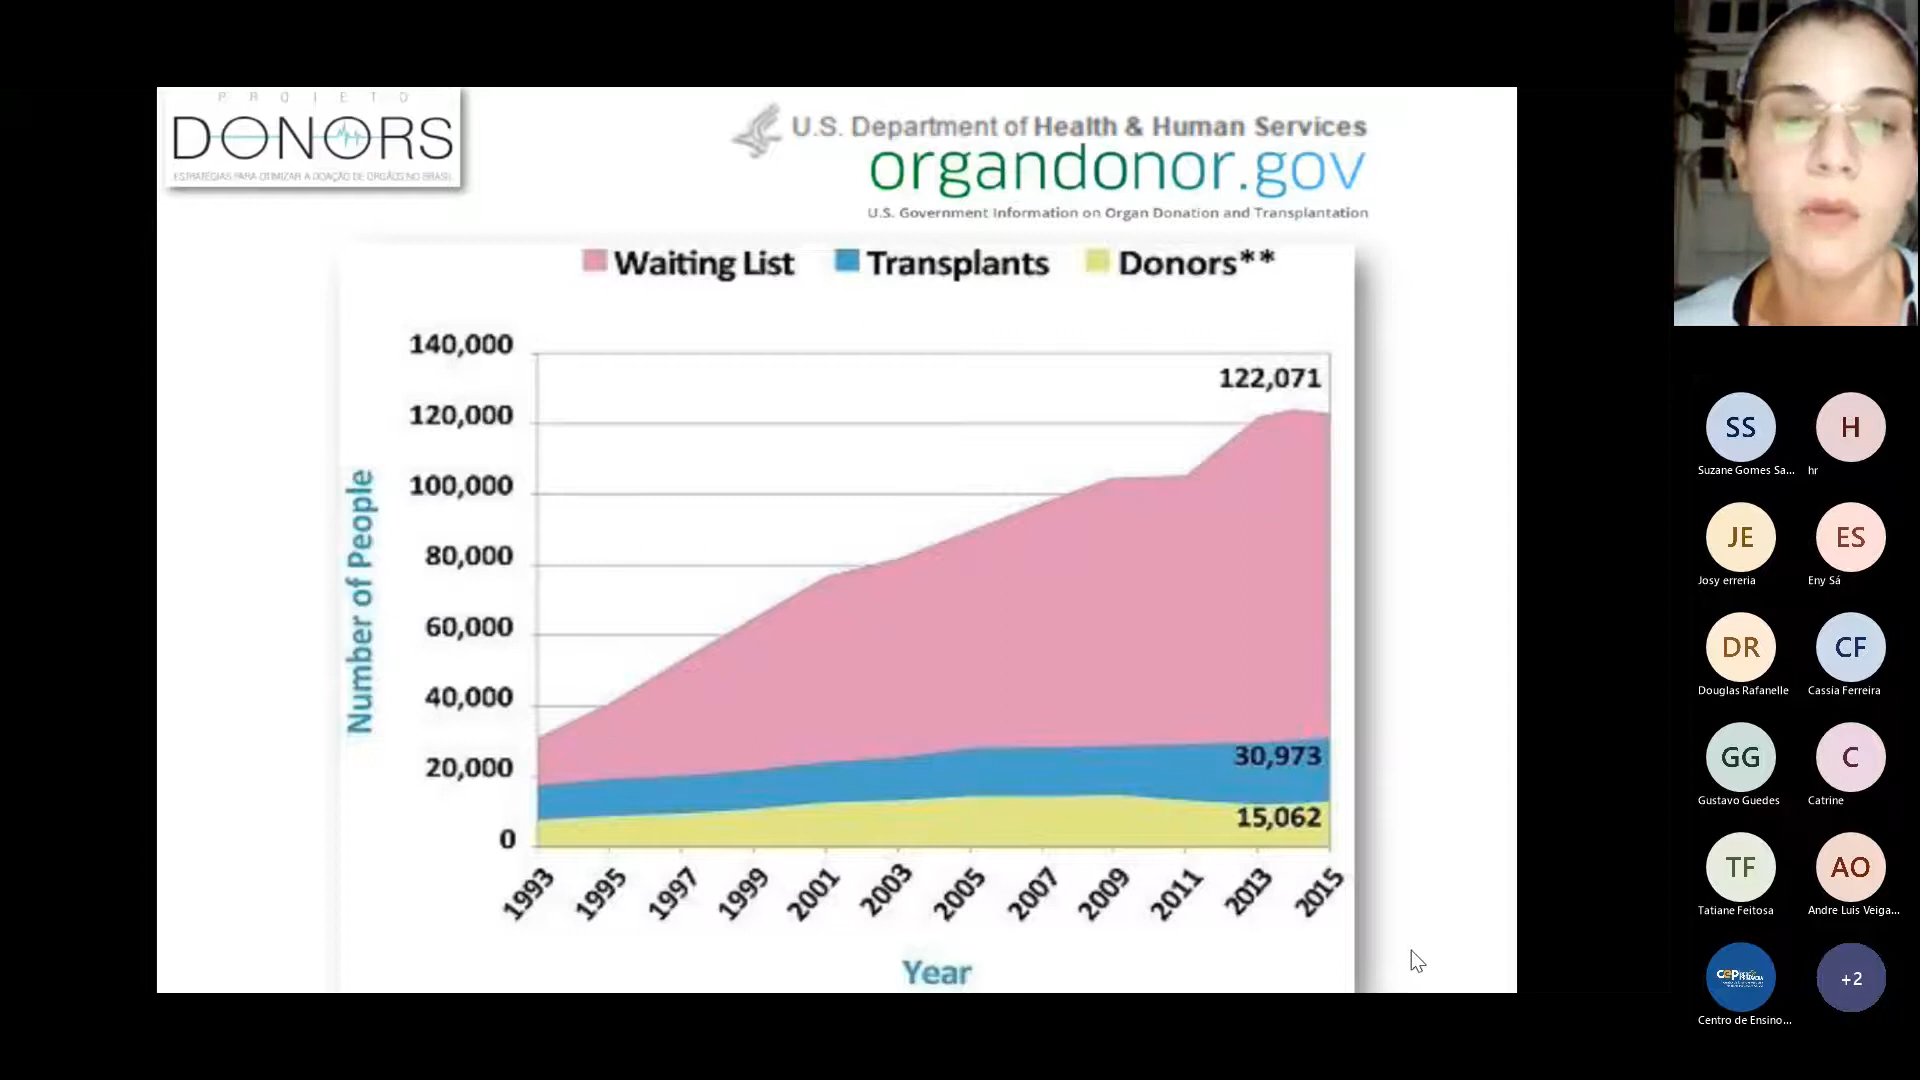 PROJETO
DONORS
ESTRATÉGIAS PARA OTIMIZAR A DOAÇÃO DE ÓRGÃOS NO BRASIL
U.S. Department of Health & Human Services
organdonor.gov
U.S. Government Information on Organ Donation and Transplantation
Waiting List Transplants Donors**
140,000
120,000
100,000
80,000
60,000
40,000
20,000
0
122,071
30,973
15,062
Number of People
1993 1995 1997 1999 2001 2003 2005 2007 2009 2011 2013 2015
Year
SS H
Suzane Gomes Sa... hr
JE ES
Josy erreria Eny Sá
DR CF
Douglas Rafanelle Cassia Ferreira
GG C
Gustavo Guedes Catrine
TF AO
Tatiane Feitosa Andre Luis Veiga...
+2
Centro de Ensino...